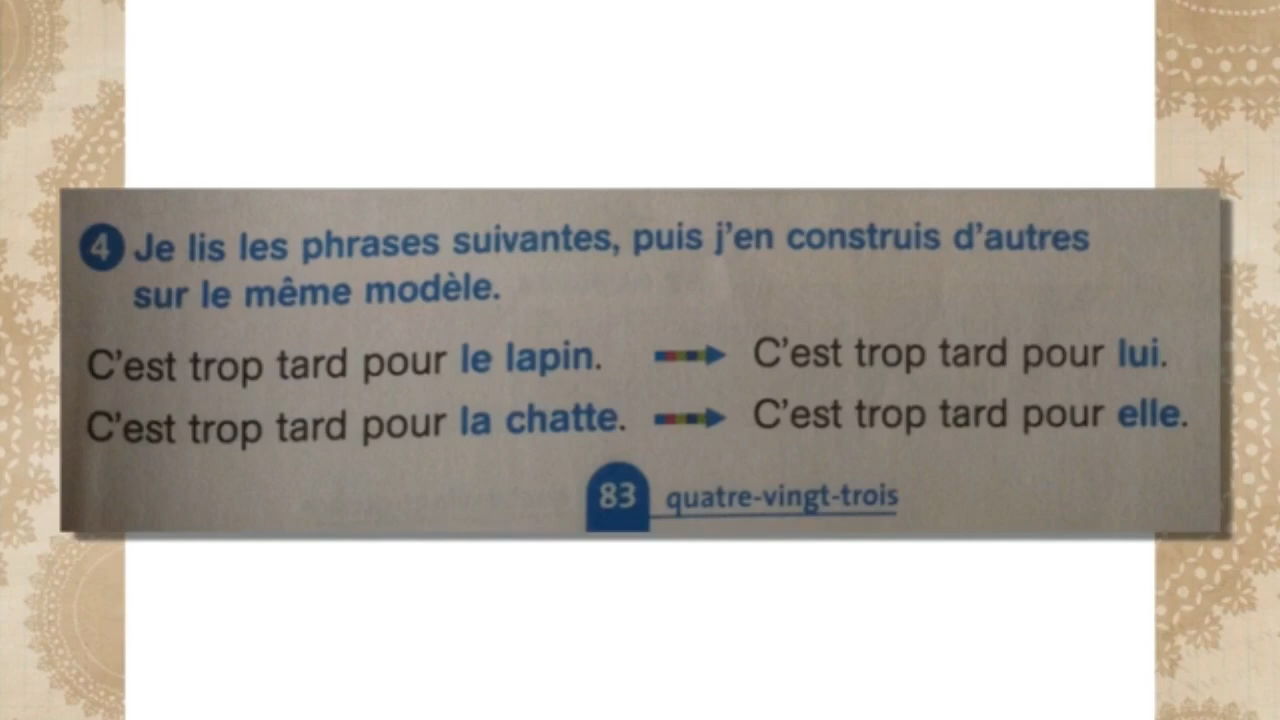 4 Je lis les phrases suivantes, puis j'en construis d'autres
sur le même modèle.
C'est trop tard pour le lapin. C'est trop tard pour lui.
C'est trop tard pour la chatte. C'est trop tard pour elle.
83 quatre-vingt-trois